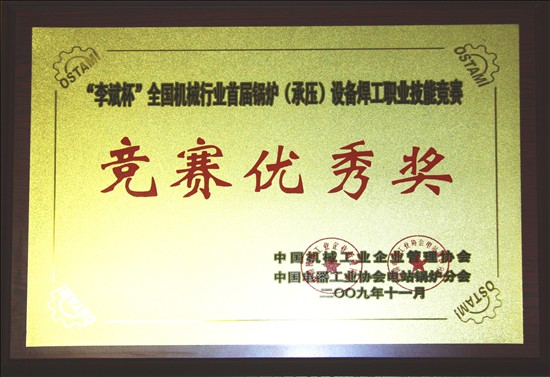 OSTAMI
OSTAMI
“李斌杯”全国机械行业首届锅炉（承压）设备焊工职业技能竞赛
竞赛优秀奖
中国机械工业企业管理协会
中国电器工业协会电站锅炉分会
二〇〇九年十一月
OSTAMI
OSTAMI